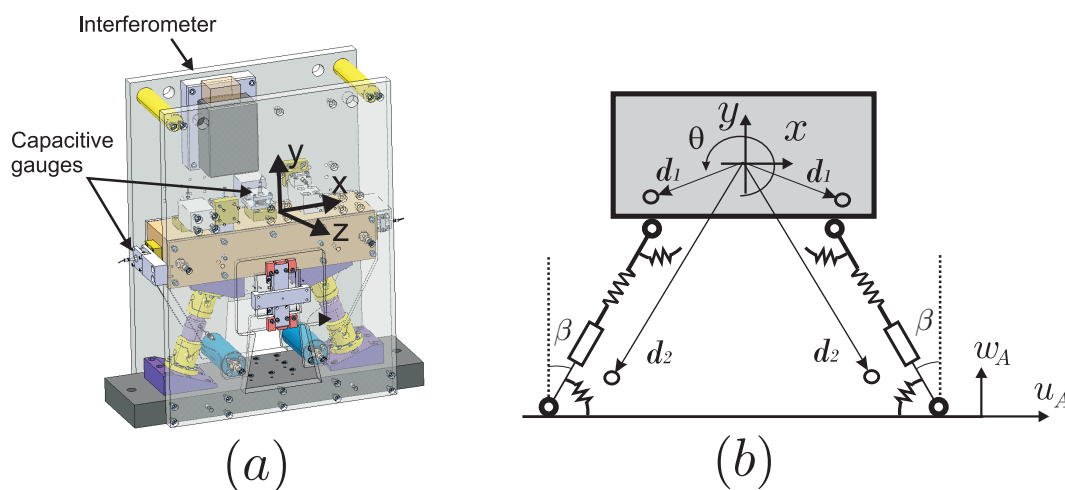 Interferometer
Capacitive
gauges
y
x
z
(a)
y
x
θ
d1
d1
β
β
d2
d2
wA
uA
(b)